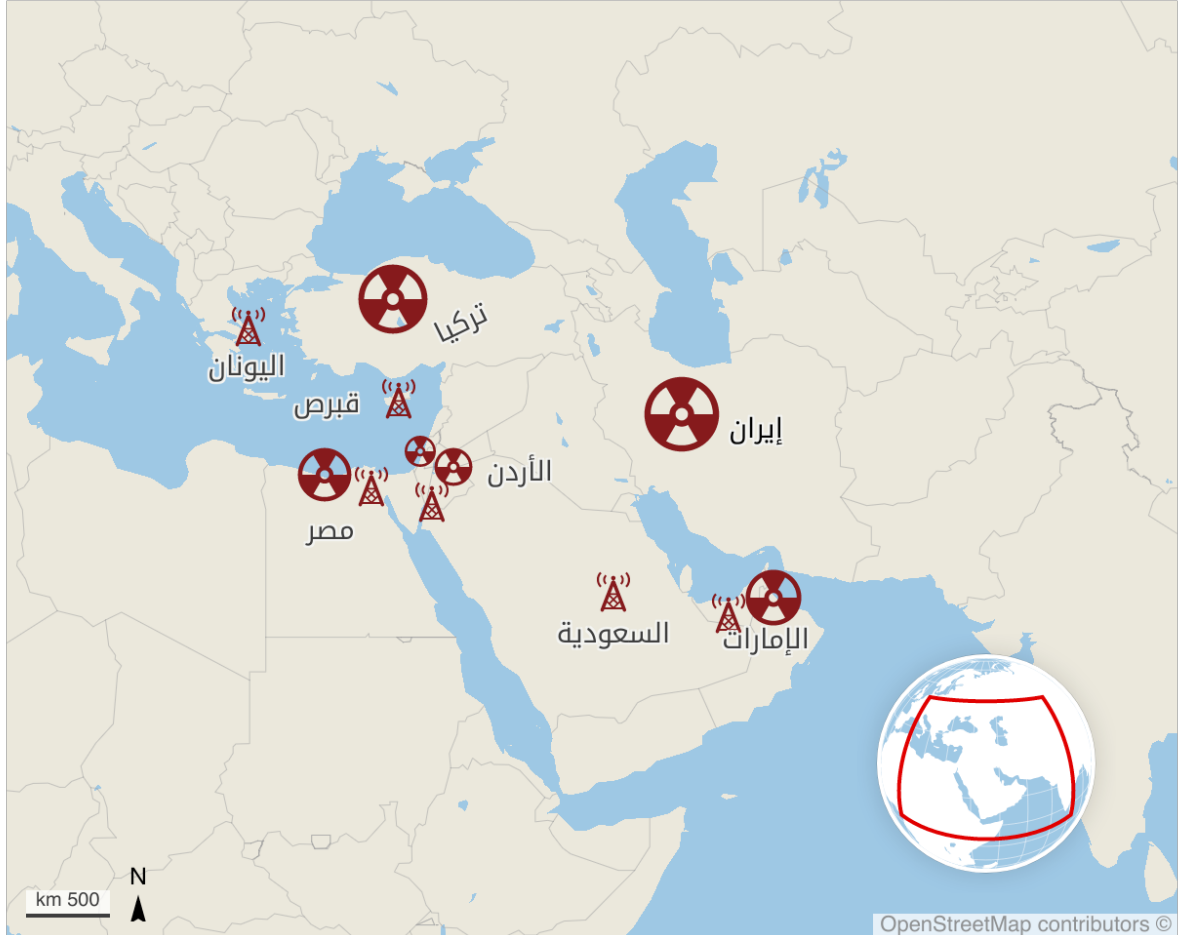 تركيا
اليونان
قبرص
إيران
الأردن
مصر
السعودية
الإمارات
N
km 500
OpenStreetMap contributors ©